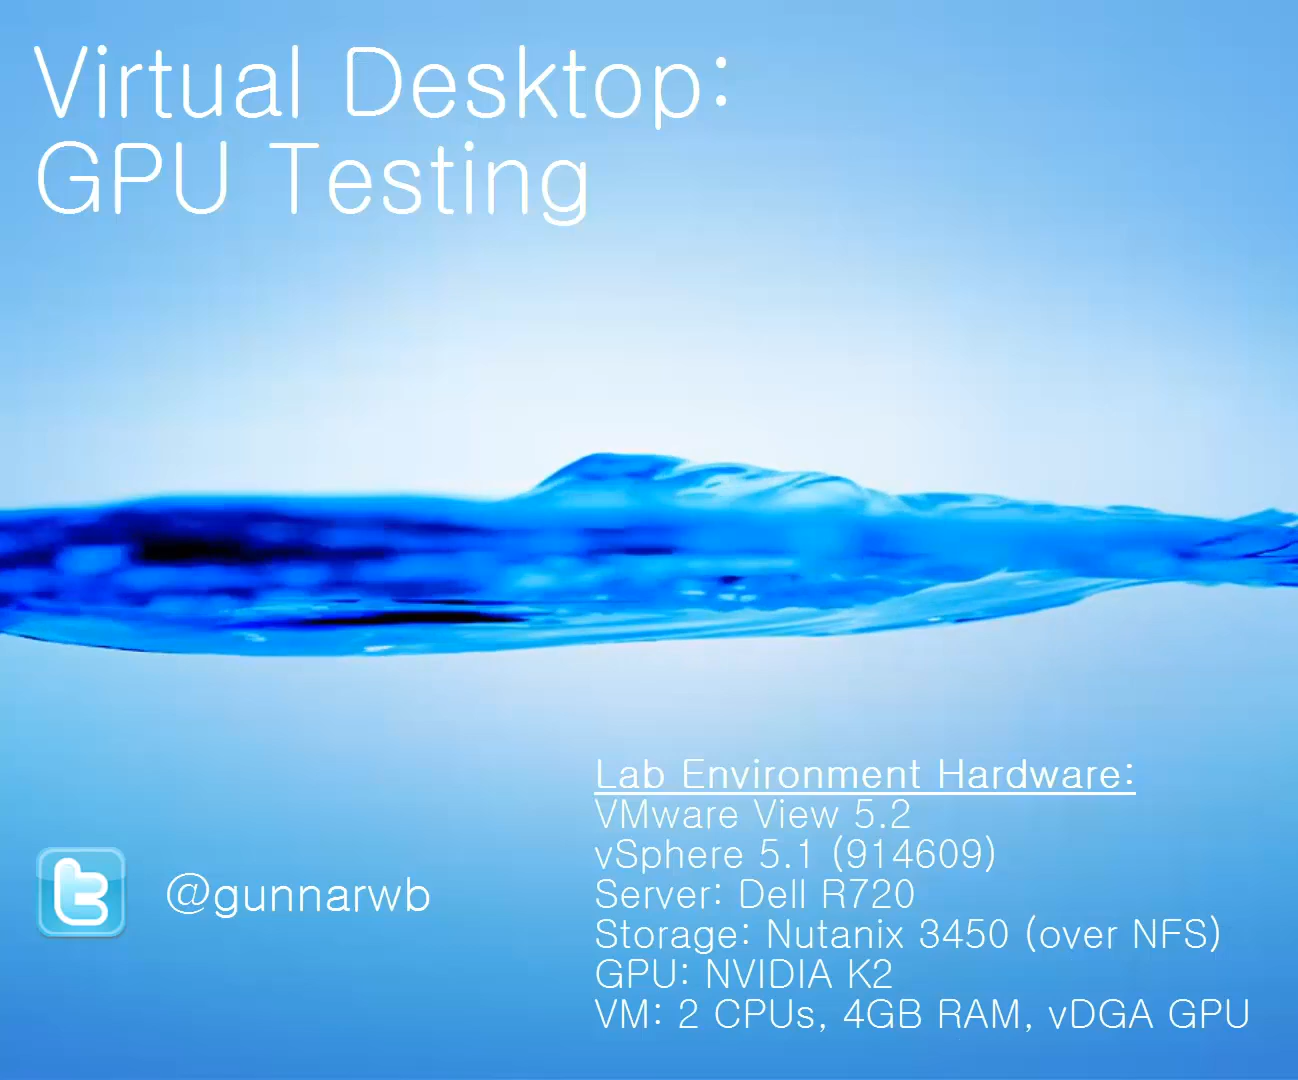 Virtual Desktop:
GPU Testing
Lab Environment Hardware:
VMware View 5.2
vSphere 5.1 (914609)
Server: Dell R720
Storage: Nutanix 3450 (over NFS)
GPU: NVIDIA K2
VM: 2 CPUs, 4GB RAM, vDGA GPU
t
@gunnarwb